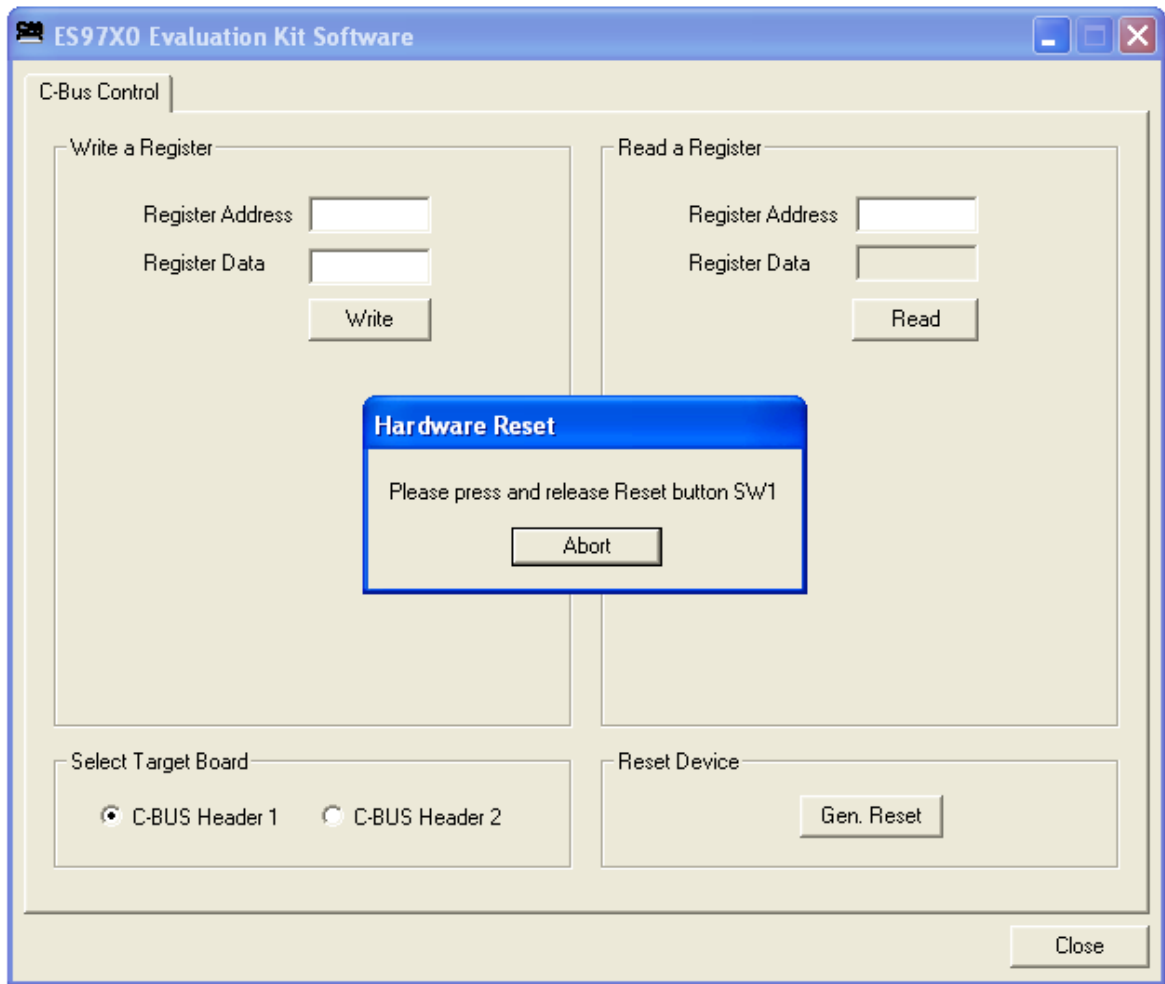 ES97X0 Evaluation Kit Software
C-Bus Control
Write a Register
Register Address
Register Data
Write
Read a Register
Register Address
Register Data
Read
Hardware Reset
Please press and release Reset button SW1
Abort
Select Target Board
C-BUS Header 1 C-BUS Header 2
Reset Device
Gen. Reset
Close